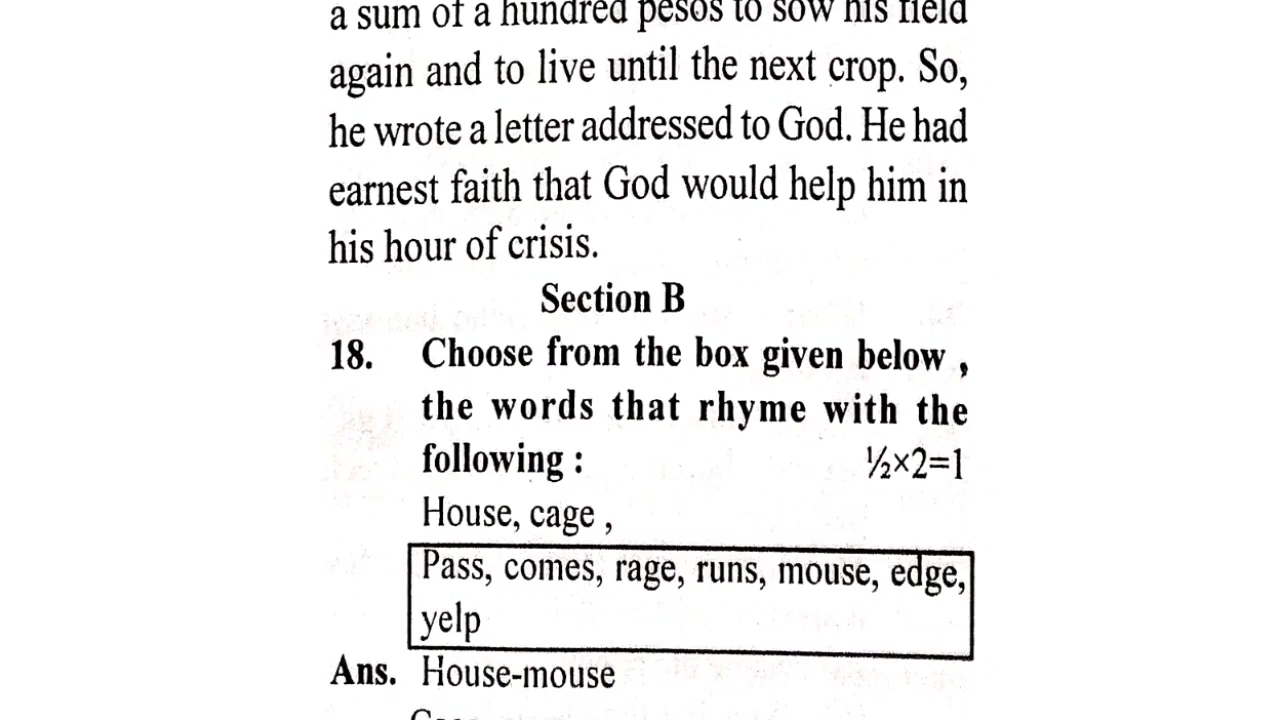 a sum of a hundred pesos to sow his field
again and to live until the next crop. So,
he wrote a letter addressed to God. He had
earnest faith that God would help him in
his hour of crisis.
Section B
18. Choose from the box given below ,
the words that rhyme with the
following : ½×2=1
House, cage ,
Pass, comes, rage, runs, mouse, edge,
yelp
Ans. House-mouse